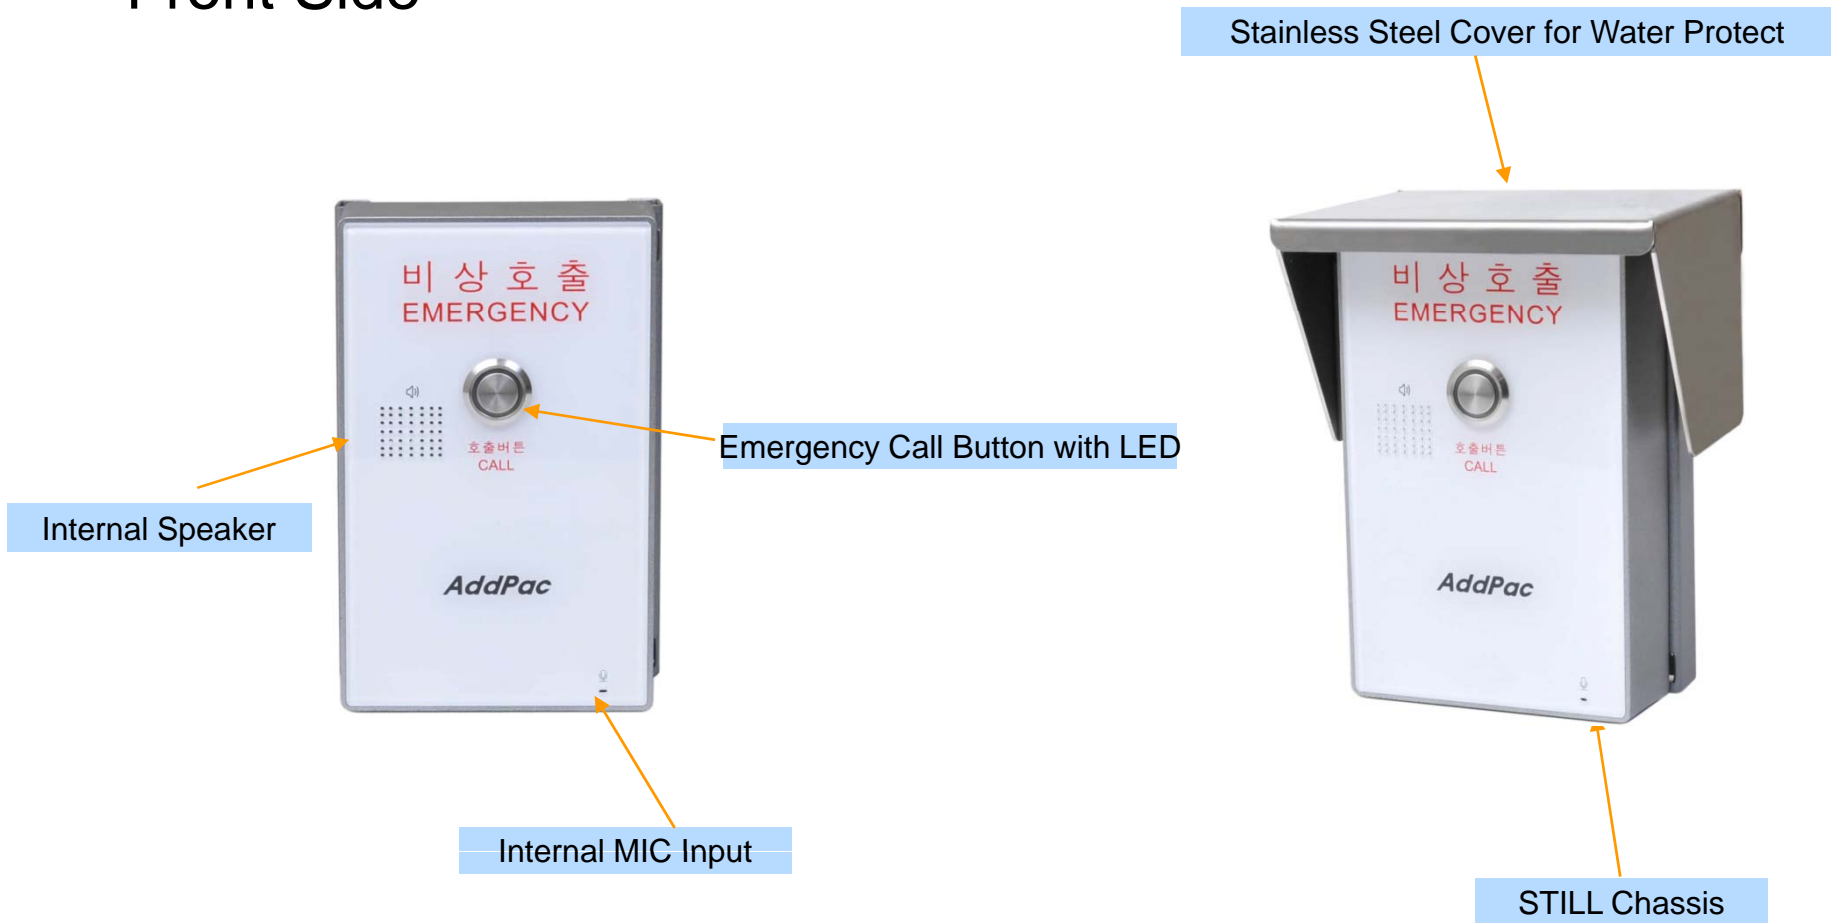 Front Side
Stainless Steel Cover for Water Protect
비상호출
EMERGENCY
호출버튼
CALL
AddPac
Emergency Call Button with LED
Internal Speaker
Internal MIC Input
비상호출
EMERGENCY
호출버튼
CALL
AddPac
STILL Chassis